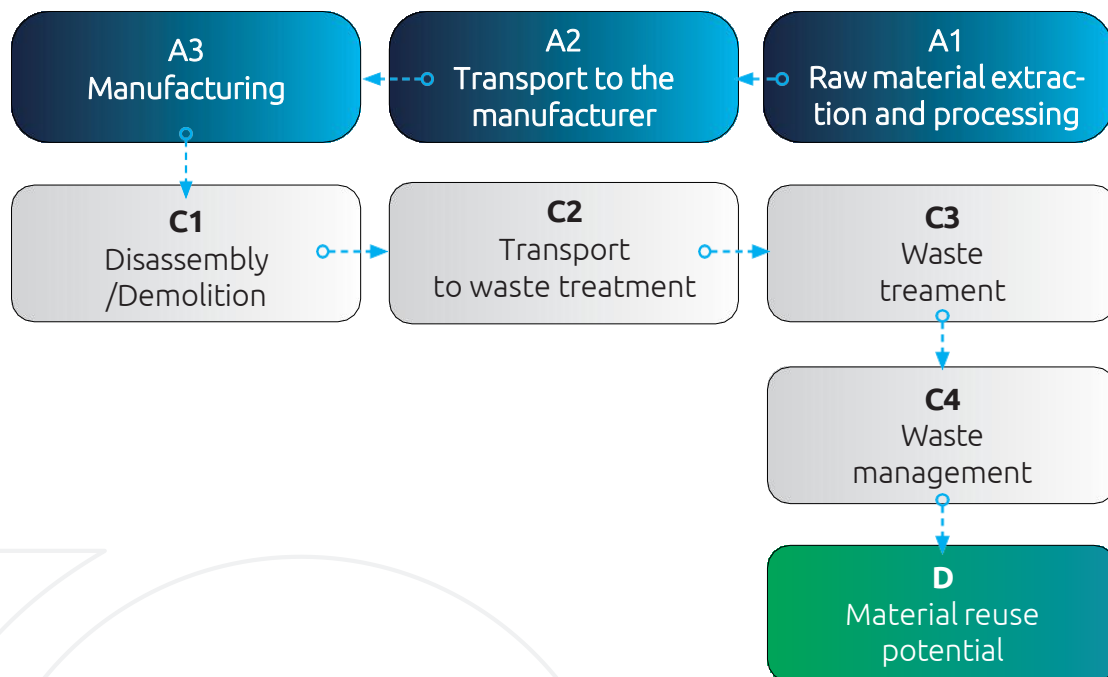 A3
Manufacturing
A2
Transport to the
manufacturer
A1
Raw material extrac-
tion and processing
C1
Disassembly
/Demolition
C2
Transport
to waste treatment
C3
Waste
treament
C4
Waste
management
D
Material reuse
potential